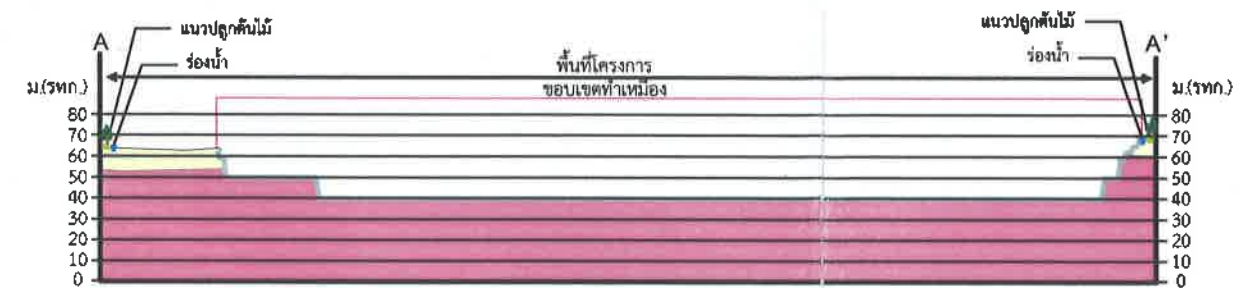 แนวปลูกต้นไม้
แนวปลูกต้นไม้
A
A'
ร่องน้ำ
ร่องน้ำ
พื้นที่โครงการ
ขอบเขตทำเหมือง
ม.(รทก.)
ม.(รทก.)
80
80
70
70
60
60
50
50
40
40
30
30
20
20
10
10
0
0